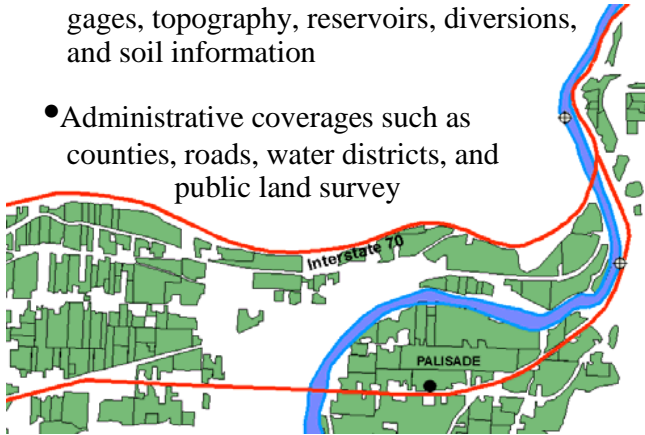 gages, topography, reservoirs, diversions,
and soil information
•Administrative coverages such as
counties, roads, water districts, and
public land survey
Interstate 70
PALISADE